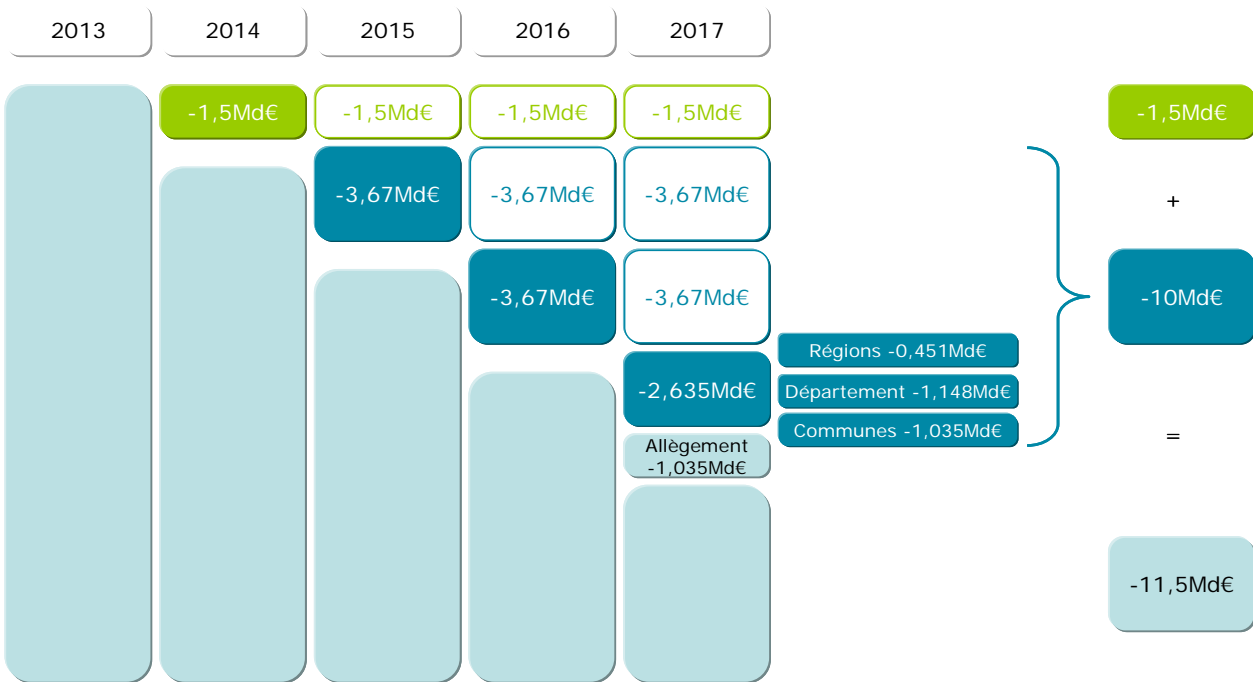 2013 2014 2015 2016 2017
-1,5Md€ -1,5Md€ -1,5Md€ -1,5Md€ -1,5Md€
-3,67Md€ -3,67Md€ -3,67Md€ +
-3,67Md€ -3,67Md€ -10Md€
Régions -0,451Md€
-2,635Md€ Département -1,148Md€
Communes -1,035Md€ =
Allègement
-1,035Md€
-11,5Md€